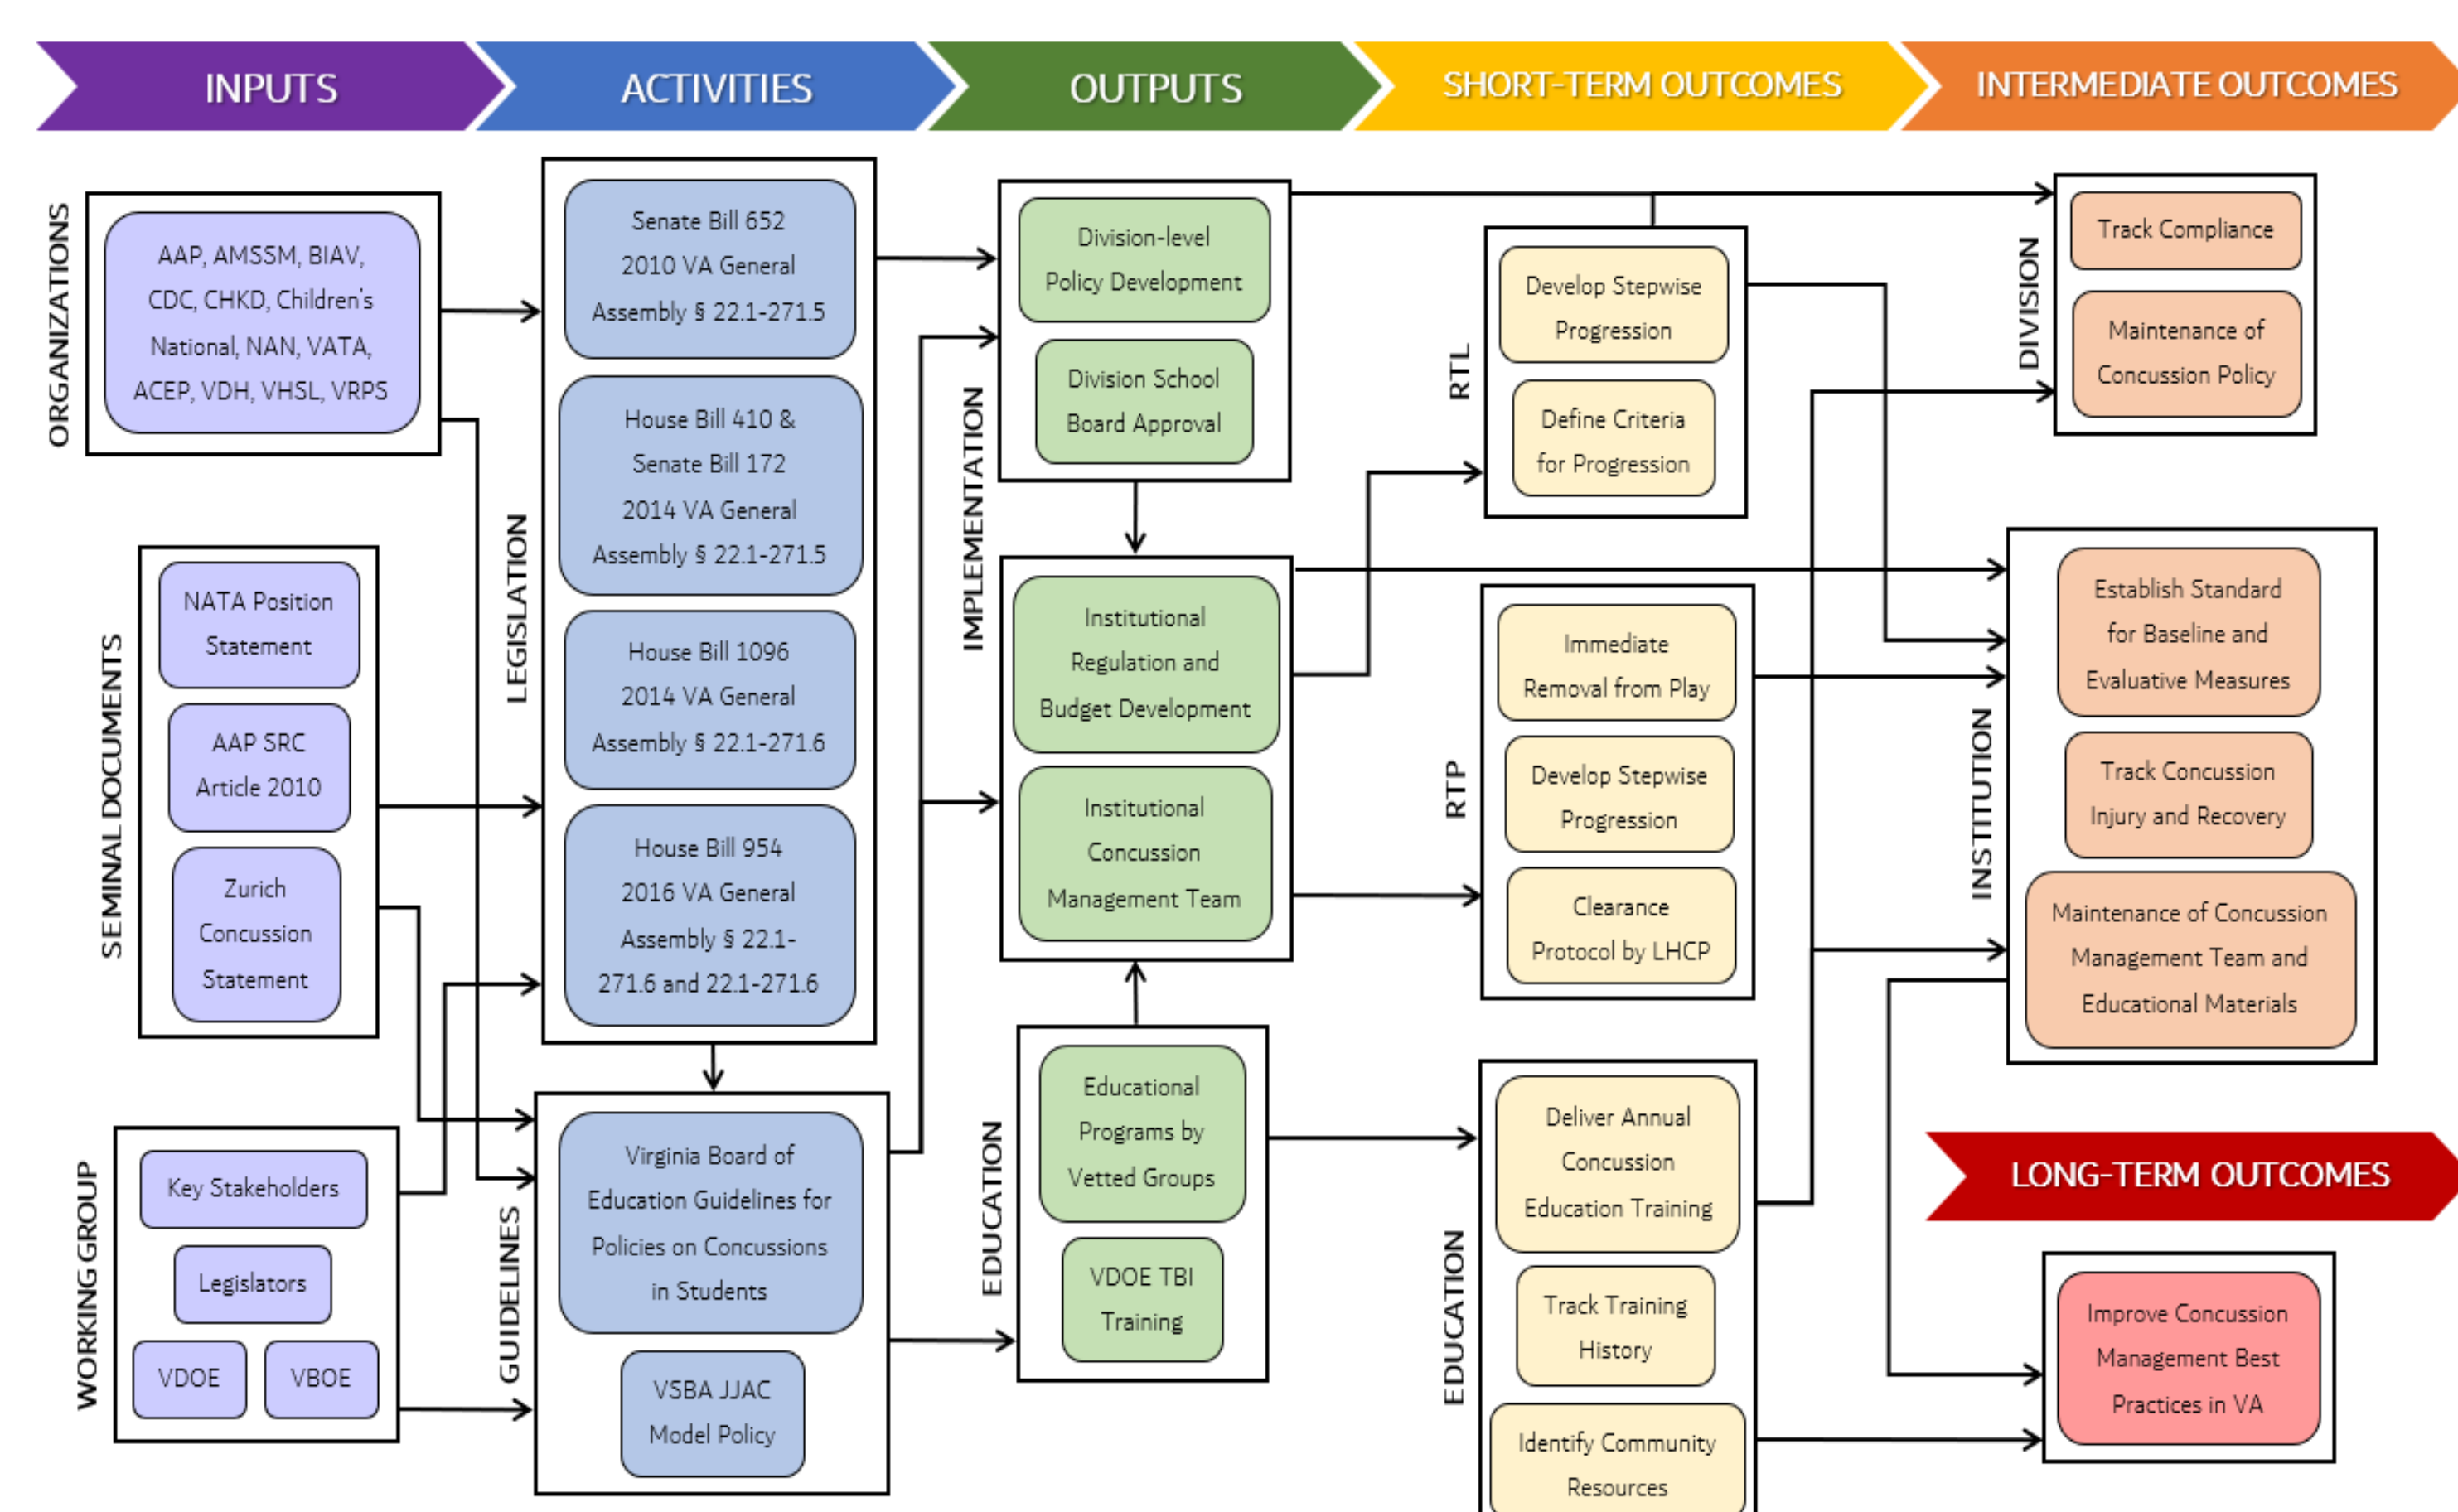 INPUTS
ACTIVITIES
OUTPUTS
SHORT-TERM OUTCOMES
INTERMEDIATE OUTCOMES
ORGANIZATIONS
AAP, AMSSM, BIAV,
CDC, CHKD, Children's
National, NAN, VATA,
ACEP, VDH, VHSL, VRPS
SEMINAL DOCUMENTS
NATA Position
Statement
AAP SRC
Article 2010
Zurich
Concussion
Statement
WORKING GROUP
Key Stakeholders
Legislators
VDOE
VBOE
LEGISLATION
Senate Bill 652
2010 VA General
Assembly § 22.1-271.5
House Bill 410 &
Senate Bill 172
2014 VA General
Assembly § 22.1-271.5
House Bill 1096
2014 VA General
Assembly § 22.1-271.6
House Bill 954
2016 VA General
Assembly § 22.1-
271.6 and 22.1-271.6
GUIDELINES
Virginia Board of
Education Guidelines for
Policies on Concussions
in Students
VSBA JJAC
Model Policy
IMPLEMENTATION
Division-level
Policy Development
Division School
Board Approval
Institutional
Regulation and
Budget Development
Institutional
Concussion
Management Team
EDUCATION
Educational
Programs by
Vetted Groups
VDOE TBI
Training
RTL
Develop Stepwise
Progression
Define Criteria
for Progression
RTP
Immediate
Removal from Play
Develop Stepwise
Progression
Clearance
Protocol by LHCP
EDUCATION
Deliver Annual
Concussion
Education Training
Track Training
History
Identify Community
Resources
DIVISION
Track Compliance
Maintenance of
Concussion Policy
INSTITUTION
Establish Standard
for Baseline and
Evaluative Measures
Track Concussion
Injury and Recovery
Maintenance of Concussion
Management Team and
Educational Materials
LONG-TERM OUTCOMES
Improve Concussion
Management Best
Practices in VA